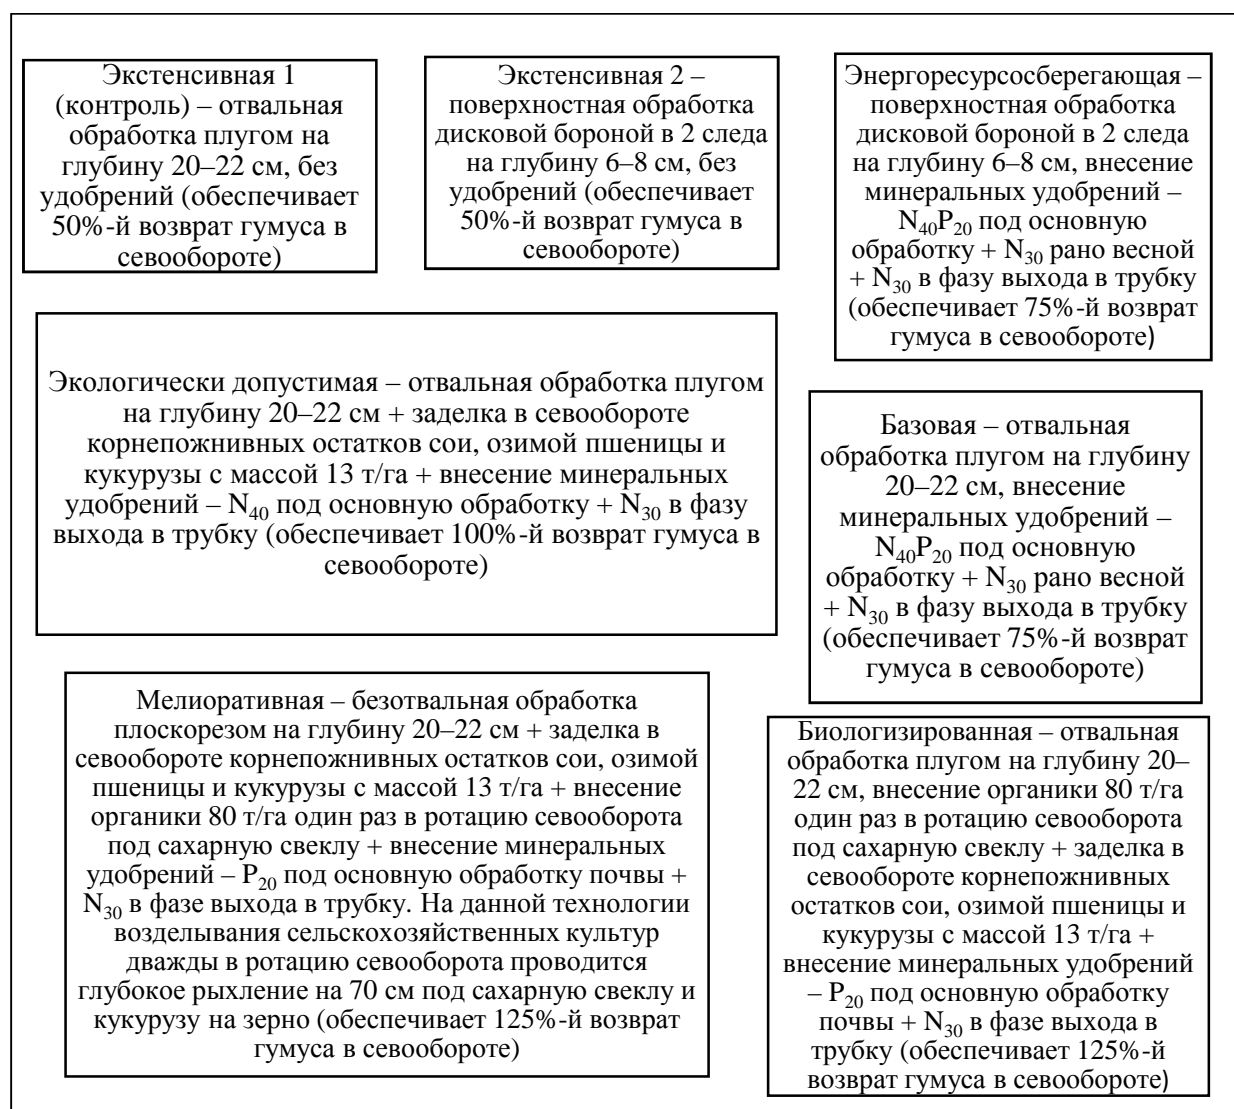 Экстенсивная 1
(контроль) – отвальная
обработка плугом на
глубину 20–22 см, без
удобрений (обеспечивает
50%-й возврат гумуса в
севообороте)
Экстенсивная 2 –
поверхностная обработка
дисковой бороной в 2 следа
на глубину 6–8 см, без
удобрений (обеспечивает
50%-й возврат гумуса в
севообороте)
Энергоресурсосберегающая –
поверхностная обработка
дисковой бороной в 2 следа
на глубину 6–8 см, внесение
минеральных удобрений –
N₄₀P₂₀ под основную
обработку + N₃₀ рано весной
+ N₃₀ в фазу выхода в трубку
(обеспечивает 75%-й возврат
гумуса в севообороте)
Экологически допустимая – отвальная обработка плугом
на глубину 20–22 см + заделка в севообороте
корнепожнивных остатков сои, озимой пшеницы и
кукурузы с массой 13 т/га + внесение минеральных
удобрений – N₄₀ под основную обработку + N₃₀ в фазу
выхода в трубку (обеспечивает 100%-й возврат гумуса в
севообороте)
Базовая – отвальная
обработка плугом на глубину
20–22 см, внесение
минеральных удобрений –
N₄₀P₂₀ под основную
обработку + N₃₀ рано весной
+ N₃₀ в фазу выхода в трубку
(обеспечивает 75%-й возврат
гумуса в севообороте)
Мелиоративная – безотвальная обработка
плоскорезом на глубину 20–22 см + заделка в
севообороте корнепожнивных остатков сои, озимой
пшеницы и кукурузы с массой 13 т/га + внесение
органики 80 т/га один раз в ротацию севооборота
под сахарную свеклу + внесение минеральных
удобрений – P₂₀ под основную обработку почвы +
N₃₀ в фазе выхода в трубку. На данной технологии
возделывания сельскохозяйственных культур
дважды в ротацию севооборота проводится
глубокое рыхление на 70 см под сахарную свеклу и
кукурузу на зерно (обеспечивает 125%-й возврат
гумуса в севообороте)
Биологизированная – отвальная
обработка плугом на глубину 20–
22 см, внесение органики 80 т/га
один раз в ротацию севооборота
под сахарную свеклу + заделка в
севообороте корнепожнивных
остатков сои, озимой пшеницы и
кукурузы с массой 13 т/га +
внесение минеральных удобрений
– P₂₀ под основную обработку
почвы + N₃₀ в фазе выхода в
трубку (обеспечивает 125%-й
возврат гумуса в севообороте)